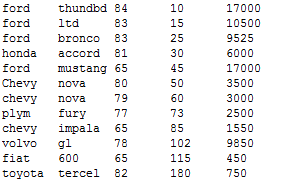 ford thundbd 84 10 17000
ford ltd 83 15 10500
ford bronco 83 25 9525
honda accord 81 30 6000
ford mustang 65 45 17000
Chevy nova 80 50 3500
chevy nova 79 60 3000
plym fury 77 73 2500
chevy impala 65 85 1550
volvo gl 78 102 9850
fiat 600 65 115 450
toyota tercel 82 180 750